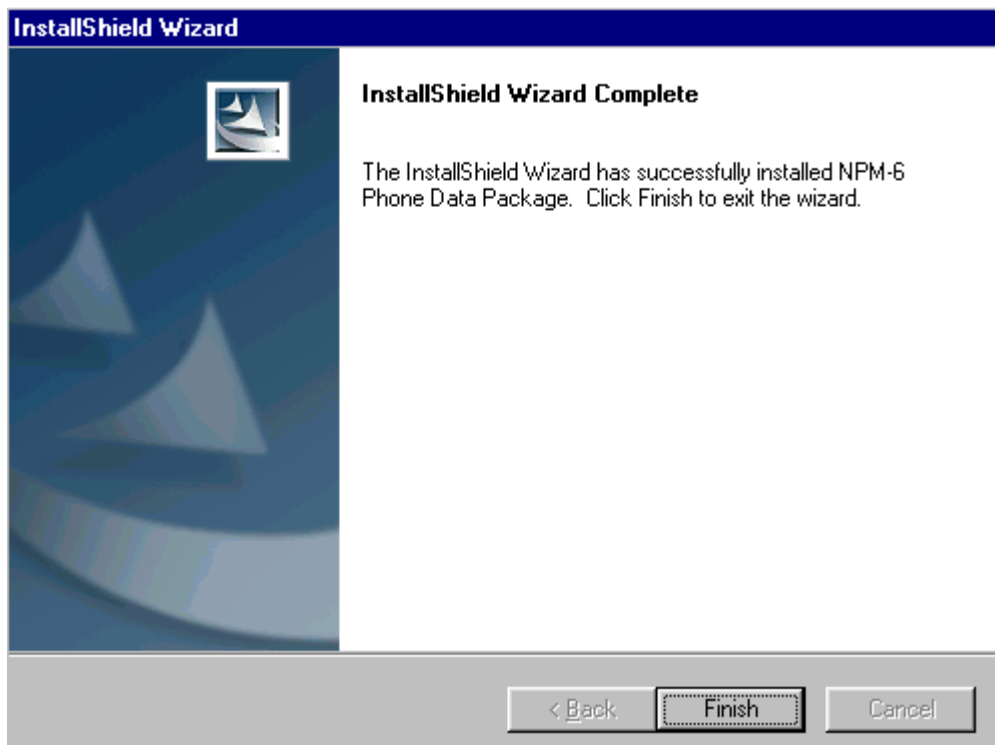 InstallShield Wizard
InstallShield Wizard Complete
The InstallShield Wizard has successfully installed NPM-6
Phone Data Package.  Click Finish to exit the wizard.
< Back
Finish
Cancel